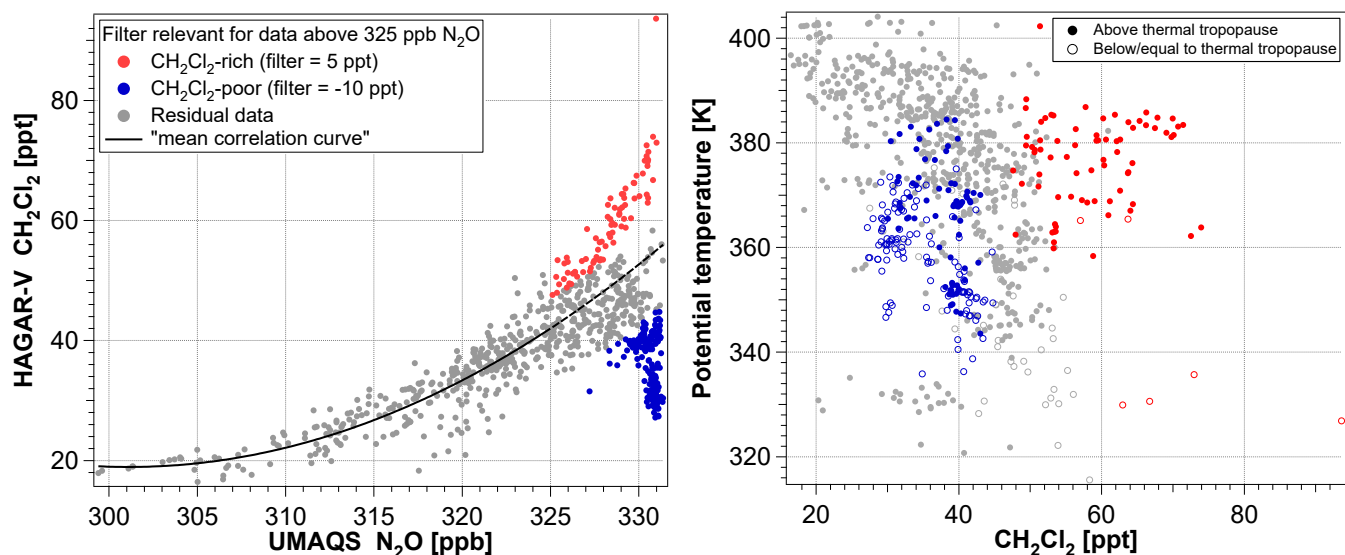 Filter relevant for data above 325 ppb N₂O
CH₂Cl₂-rich (filter = 5 ppt)
CH₂Cl₂-poor (filter = -10 ppt)
Residual data
"mean correlation curve"
HAGAR-V CH₂Cl₂ [ppt]
80
60
40
20
300
305
310
315
320
325
330
UMAQS N₂O [ppb]
Above thermal tropopause
Below/equal to thermal tropopause
Potential temperature [K]
400
380
360
340
320
20
40
60
80
CH₂Cl₂ [ppt]